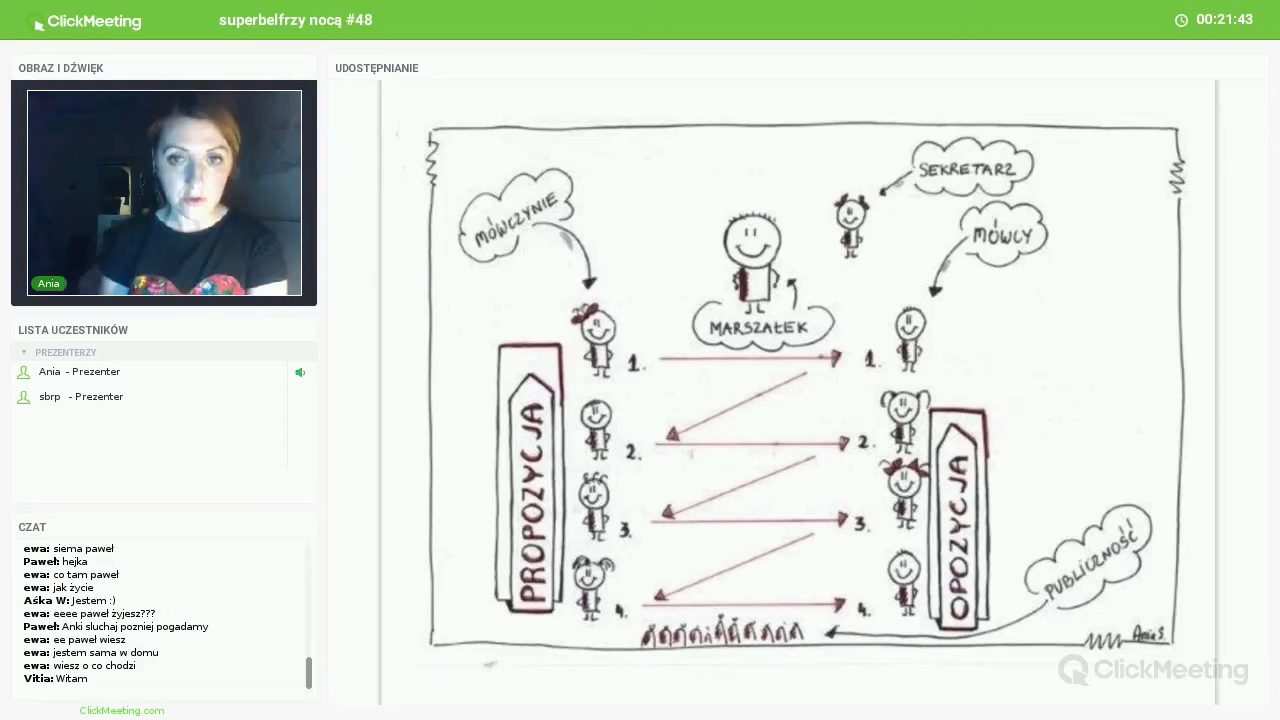 ClickMeeting
superbelfrzy nocą #48
00:21:43
OBRAZ I DŹWIĘK
Ania
LISTA UCZESTNIKÓW
PREZENTERZY
Ania - Prezenter
sbrp - Prezenter
CZAT
ewa: siema paweł
Paweł: hejka
ewa: co tam paweł
ewa: jak życie
Aśka W: Jestem :)
ewa: eeee paweł żyjesz???
Paweł: Anki sluchaj pozniej pogadamy
ewa: ee paweł wiesz
ewa: jestem sama w domu
ewa: wiesz o co chodzi
Vitia: Witam
ClickMeeting.com
UDOSTĘPNIANIE
SEKRETARZ
MÓWCZYNIE
MÓWCY
MARSZAŁEK
1. 1.
2. 2.
3. 3.
4. 4.
PROPOZYCJA
OPOZYCJA
PUBLICZNOŚĆ!!
Ania S.
ClickMeeting